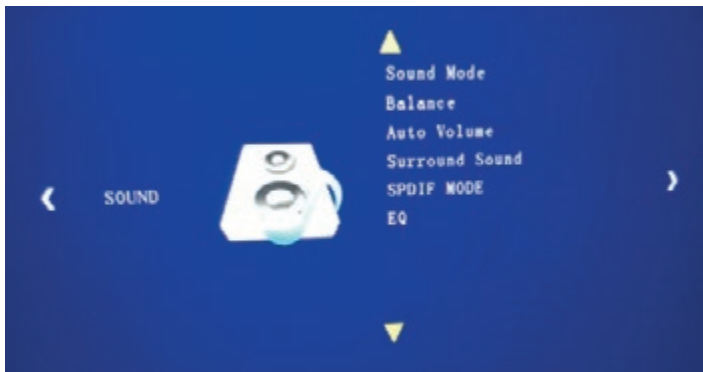 Sound Mode
Balance
Auto Volume
Surround Sound
SPDIF MODE
SOUND
EQ